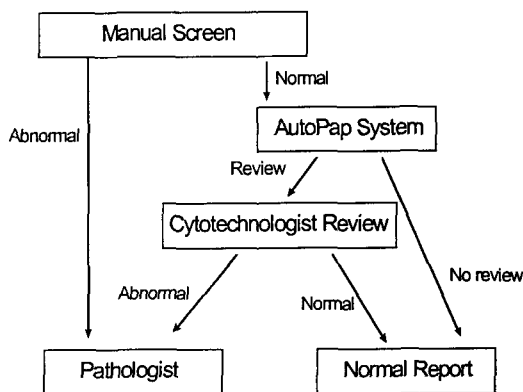 Manual Screen
Normal
Abnormal
AutoPap System
Review
Cytotechnologist Review
No review
Abnormal
Normal
Pathologist
Normal Report